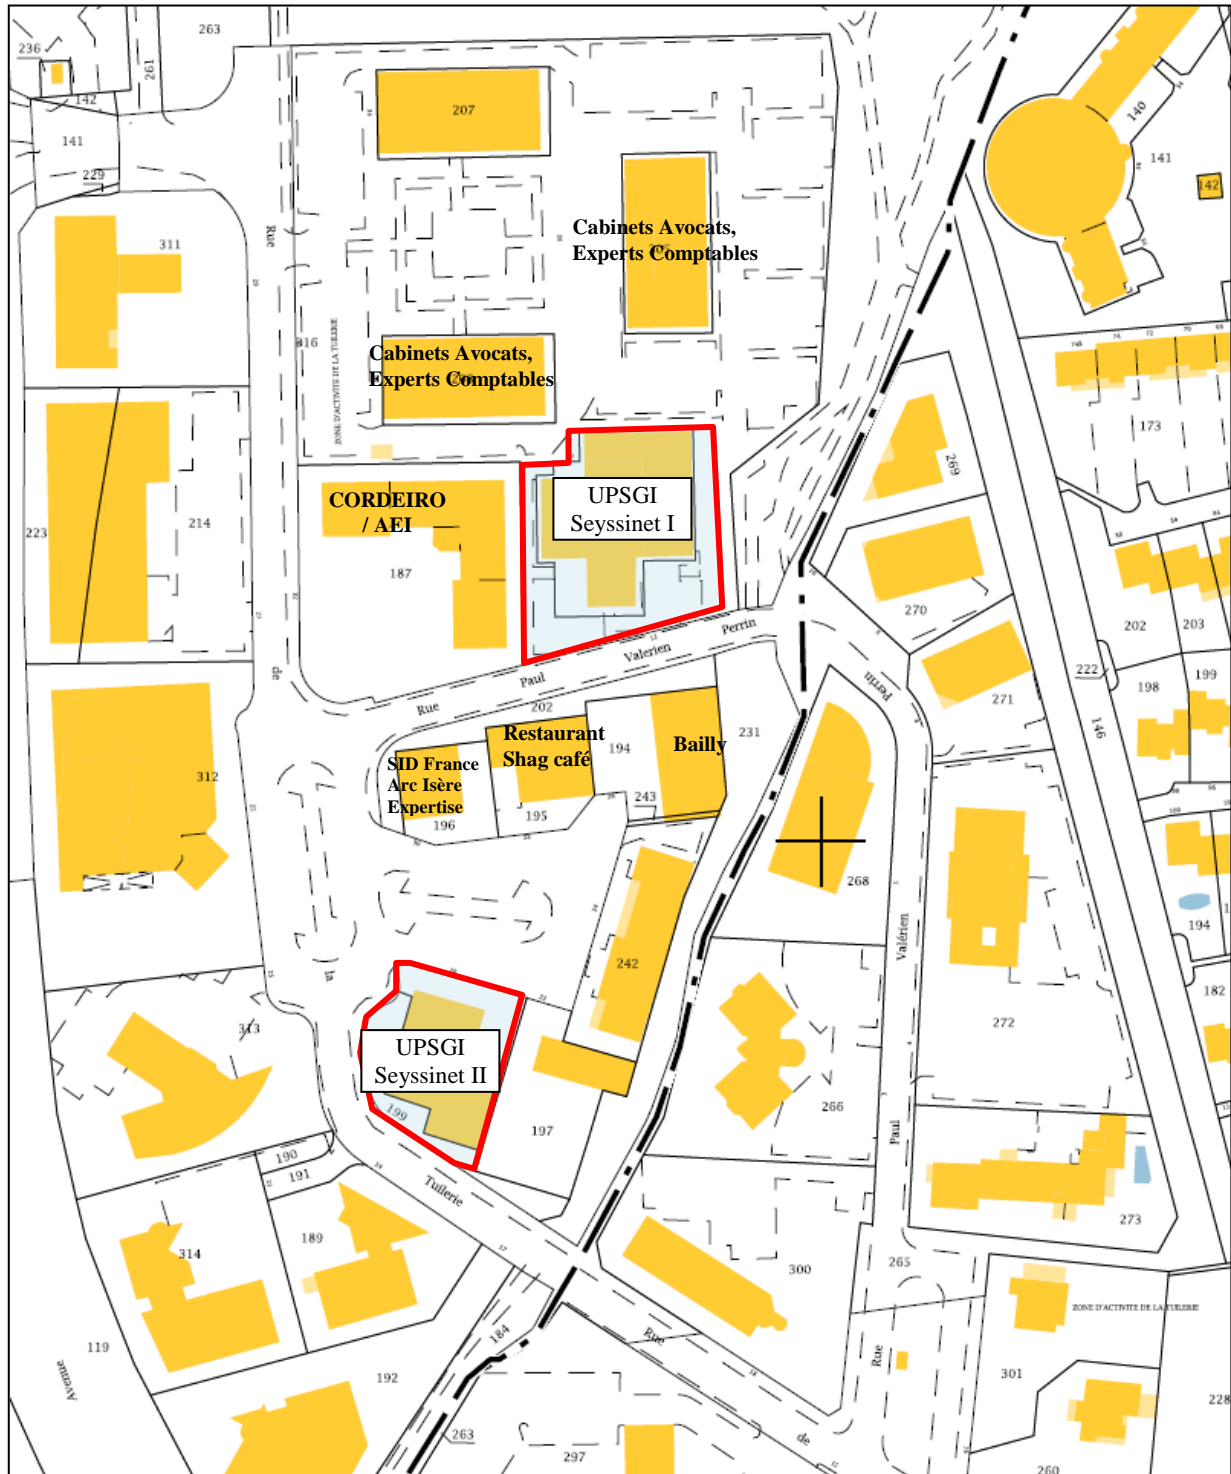 263
236
261
142
141
229
207
140
141
142
Cabinets Avocats,
Experts Comptables
311
Rue
316
ZONE D'ACTIVITE DE LA TUILERIE
Cabinets Avocats,
Experts Comptables
173
269
223
214
CORDEIRO
/ AEI
187
UPSGI
Seyssinet I
270
202
203
222
198
199
271
146
de
Rue
Paul
Valerien
Perrin
Perrin
202
Restaurant
Shag café
194
Bailly
231
SID France
Arc Isère
Expertise
196
195
243
312
268
242
Valérien
194
182
272
la
313
UPSGI
Seyssinet II
199
197
266
Paul
190
191
Tuilerie
189
314
273
300
265
ZONE D'ACTIVITE DE LA TUILERIE
184
Rue
Rue
119
Avenue
192
301
228
263
297
de
260